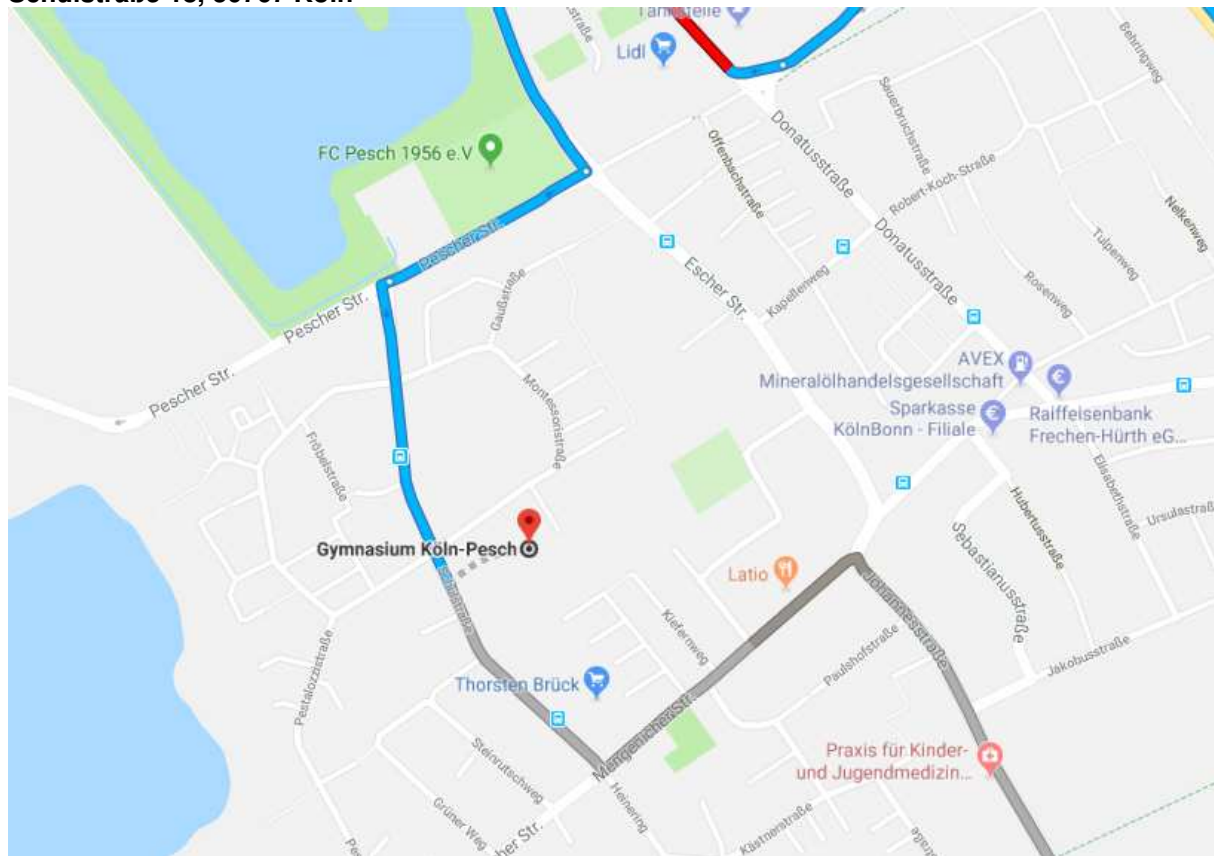 Lidl
Behringweg
Sauerbruchstraße
FC Pesch 1956 e.V
Offenbachstraße
Donatusstraße
Robert-Koch-Straße
Nelkenweg
Pescher Str.
Escher Str.
Tulpenweg
Donatusstraße
Kapellenweg
Rosenweg
Gaußstraße
Pescher Str.
AVEX
Mineralölhandelsgesellschaft
Pescher Str.
Montessoristraße
Sparkasse
KölnBonn - Filiale
Raiffeisenbank
Frechen-Hürth eG...
Fröbelstraße
Elisabethstraße
Hubertusstraße
Sebastianusstraße
Gymnasium Köln-Pesch
Latio
Johannesstraße
Kiefernweg
Paulshofstraße
Jakobusstraße
Pestalozzistraße
Thorsten Brück
Mengenicher Str.
Steinrutschweg
Praxis für Kinder-
und Jugendmedizin...
Grüner Weg
Heinering
Kästnerstraße